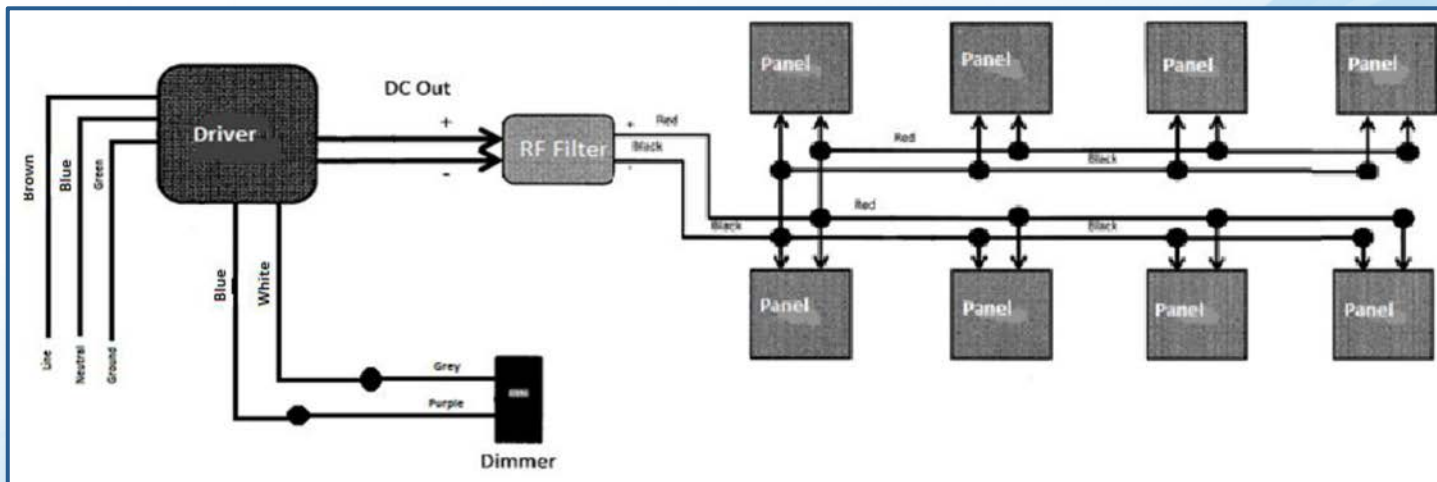 Panel
Panel
Panel
Panel
DC Out
+
+
Red
Driver
RF Filter
Black
Red
Black
-
-
Brown
Blue
Green
Red
Black
Black
Blue
White
Panel
Panel
Panel
Panel
Line
Neutral
Ground
Grey
Purple
Dimmer